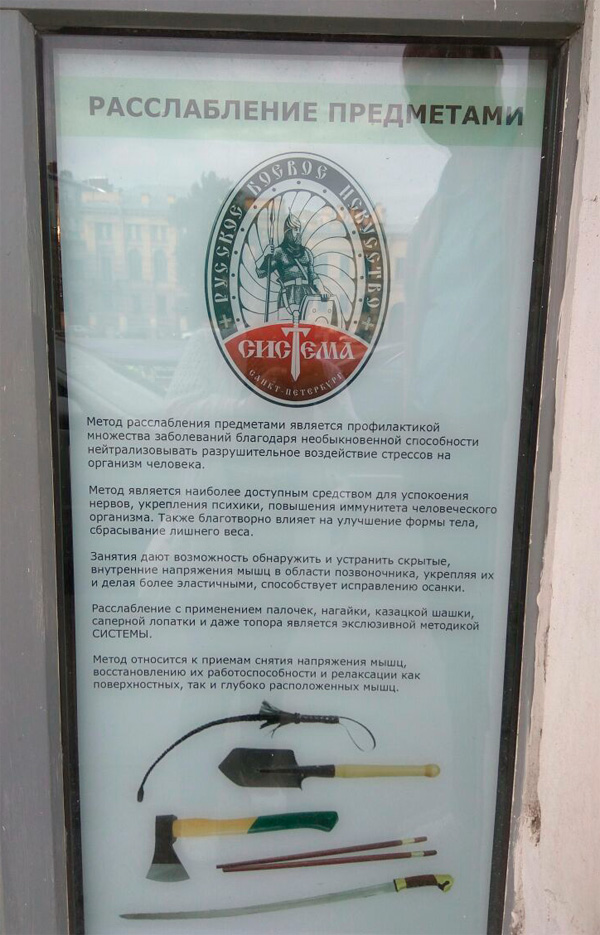 РАССЛАБЛЕНИЕ ПРЕДМЕТАМИ
РУССКОЕ БОЕВОЕ ИСКУССТВО
СИСТЕМА
САНКТ-ПЕТЕРБУРГ
Метод расслабления предметами является профилактикой
множества заболеваний благодаря необыкновенной способности
нейтрализовывать разрушительное воздействие стрессов на
организм человека.
Метод является наиболее доступным средством для успокоения
нервов, укрепления психики, повышения иммунитета человеческого
организма. Также благотворно влияет на улучшение формы тела,
сбрасывание лишнего веса.
Занятия дают возможность обнаружить и устранить скрытые,
внутренние напряжения мышц в области позвоночника, укрепляя их
и делая более эластичными, способствует исправлению осанки.
Расслабление с применением палочек, нагайки, казацкой шашки,
саперной лопатки и даже топора является экслюзивной методикой
СИСТЕМЫ.
Метод относится к приемам снятия напряжения мышц,
восстановлению их работоспособности и релаксации как
поверхностных, так и глубоко расположенных мышц.